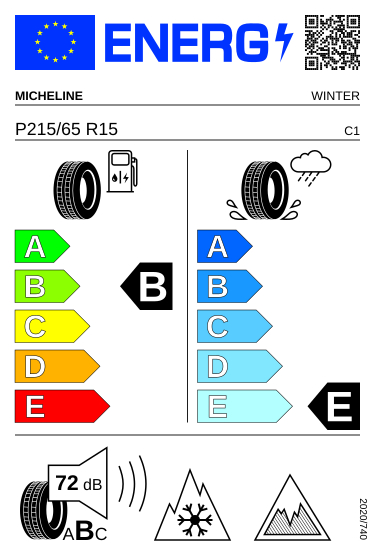 ENERG
MICHELINE WINTER
P215/65 R15 C1
A A
B B B
C C
D D
E E E
72 dB
ABC
2020/740